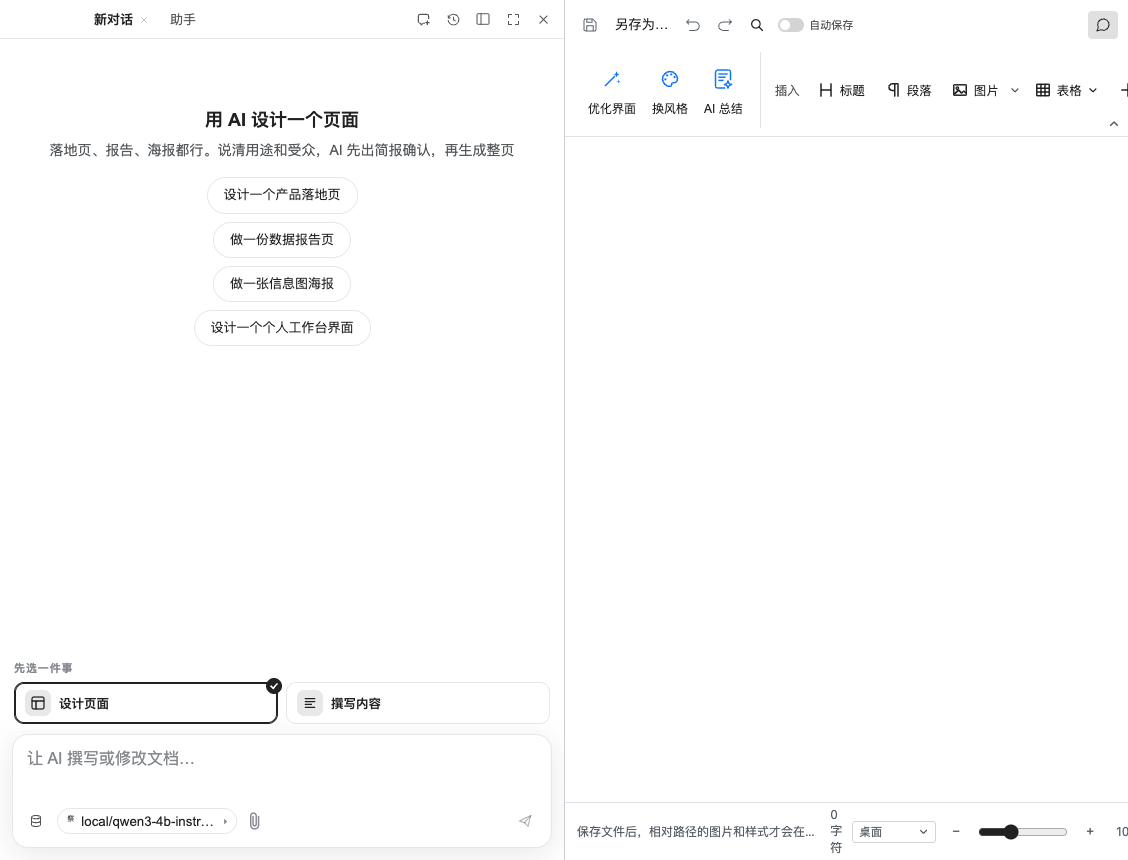 新对话
助手
用 AI 设计一个页面
落地页、报告、海报都行。说清用途和受众，AI 先出简报确认，再生成整页
设计一个产品落地页
做一份数据报告页
做一张信息图海报
设计一个个人工作台界面
先选一件事
设计页面
撰写内容
让 AI 撰写或修改文档…
local/qwen3-4b-instr...
另存为...
自动保存
优化界面
换风格
AI 总结
插入
标题
段落
图片
表格
保存文件后，相对路径的图片和样式才会在...
0
字
符
桌面
10